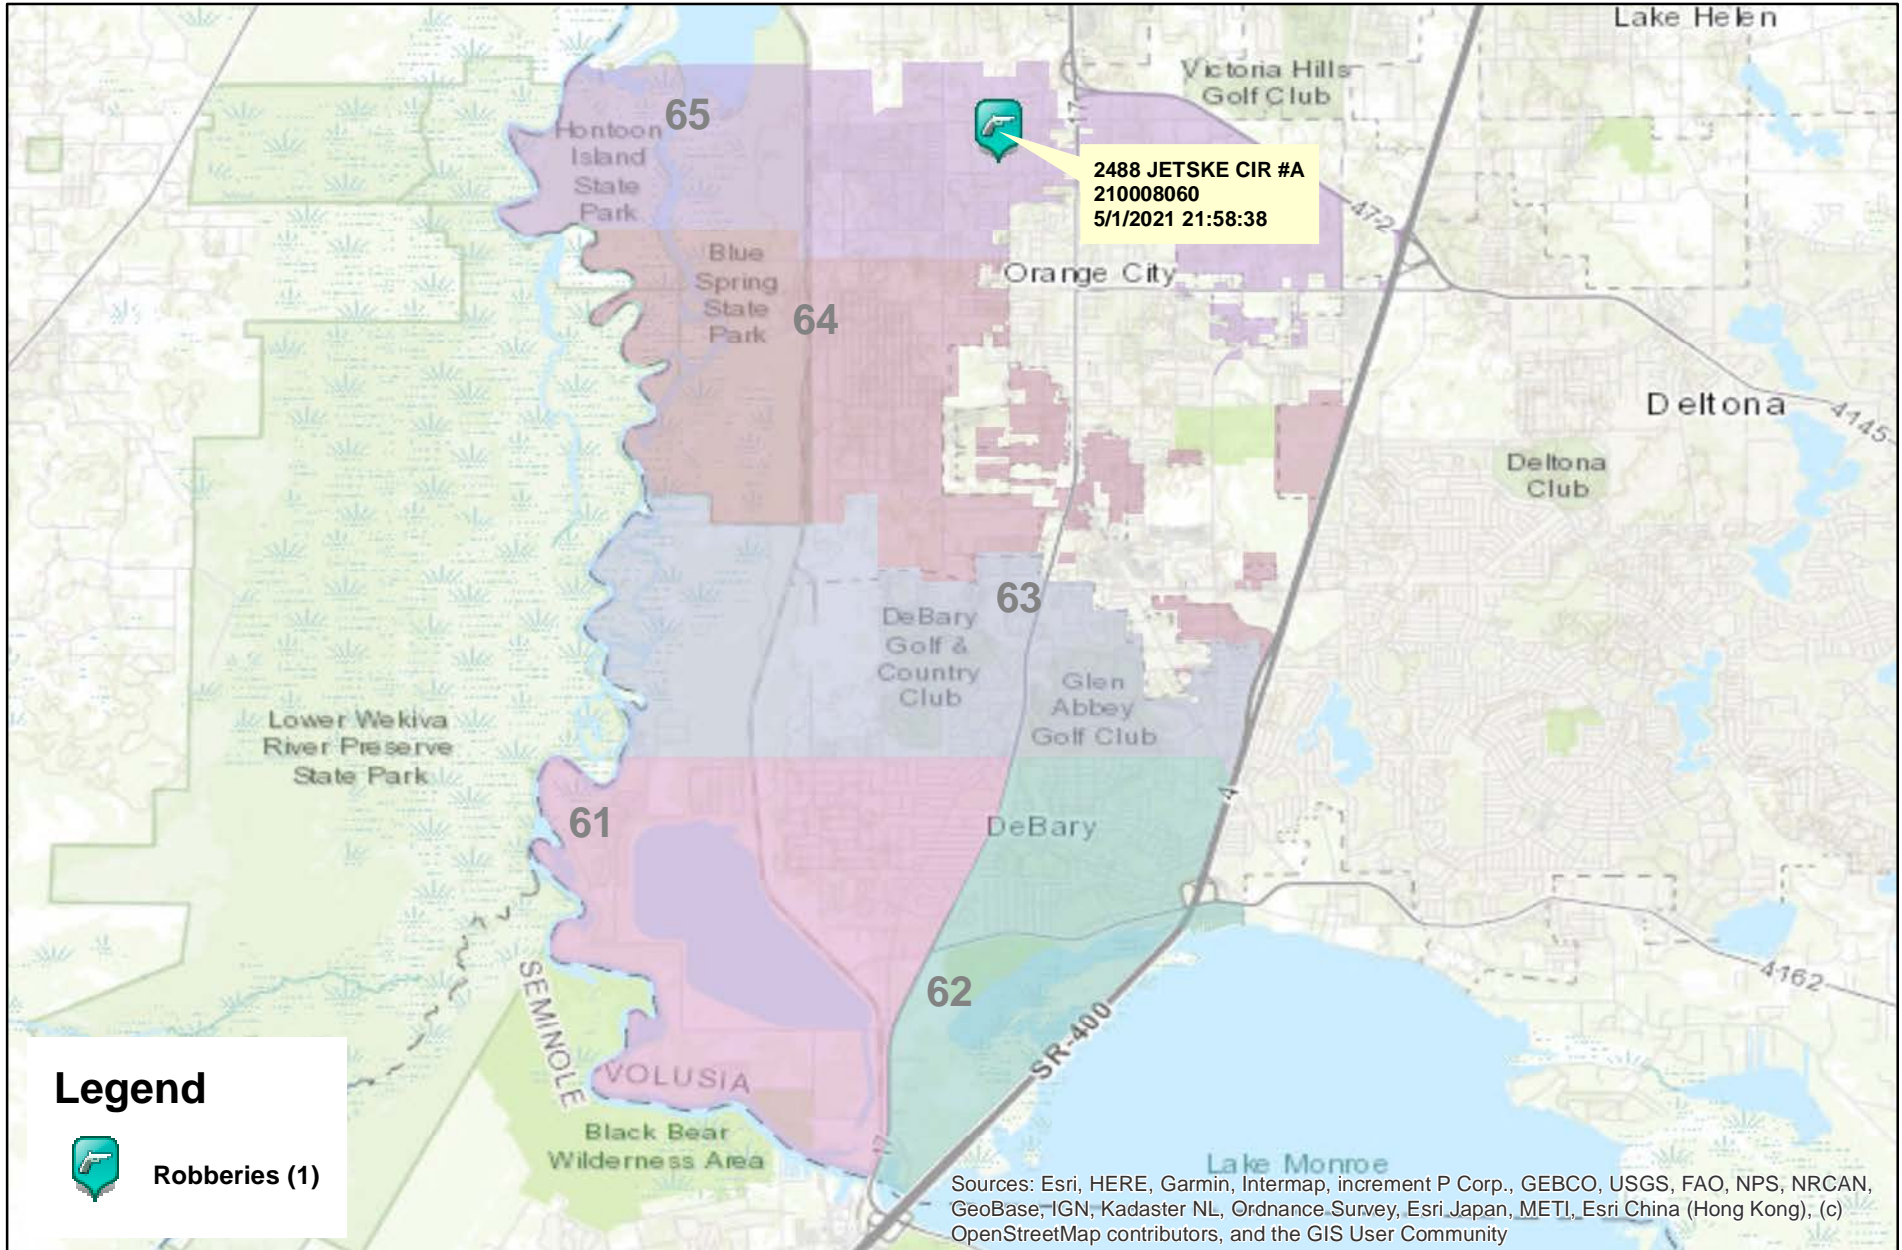 Lake Helen
Victoria Hills
Golf Club
65
Hontoon
Island
State
Park
17
2488 JETSKE CIR #A
210008060
5/1/2021 21:58:38
472
Blue
Spring
State
Park
Orange City
64
Deltona
4145
Deltona
Club
63
DeBary
Golf &
Country
Club
Glen
Abbey
Golf Club
Lower Wekiva
River Preserve
State Park
4
61
DeBary
62
4162
SEMINOLE
SR-400
VOLUSIA
Legend
Robberies (1)
Black Bear
Wilderness Area
17
Lake Monroe
Sources: Esri, HERE, Garmin, Intermap, increment P Corp., GEBCO, USGS, FAO, NPS, NRCAN,
GeoBase, IGN, Kadaster NL, Ordnance Survey, Esri Japan, METI, Esri China (Hong Kong), (c)
OpenStreetMap contributors, and the GIS User Community